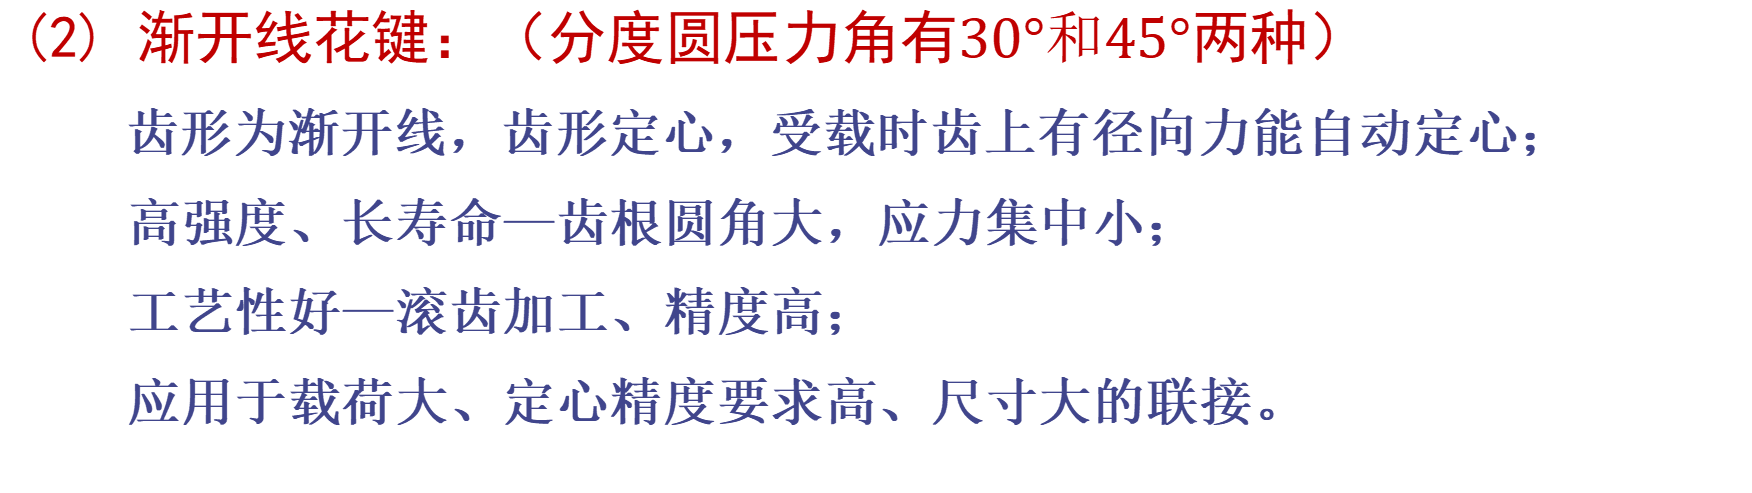 （2） 渐开线花键：（分度圆压力角有30°和45°两种）
齿形为渐开线，齿形定心，受载时齿上有径向力能自动定心；
高强度、长寿命—齿根圆角大，应力集中小；
工艺性好—滚齿加工、精度高；
应用于载荷大、定心精度要求高、尺寸大的联接。